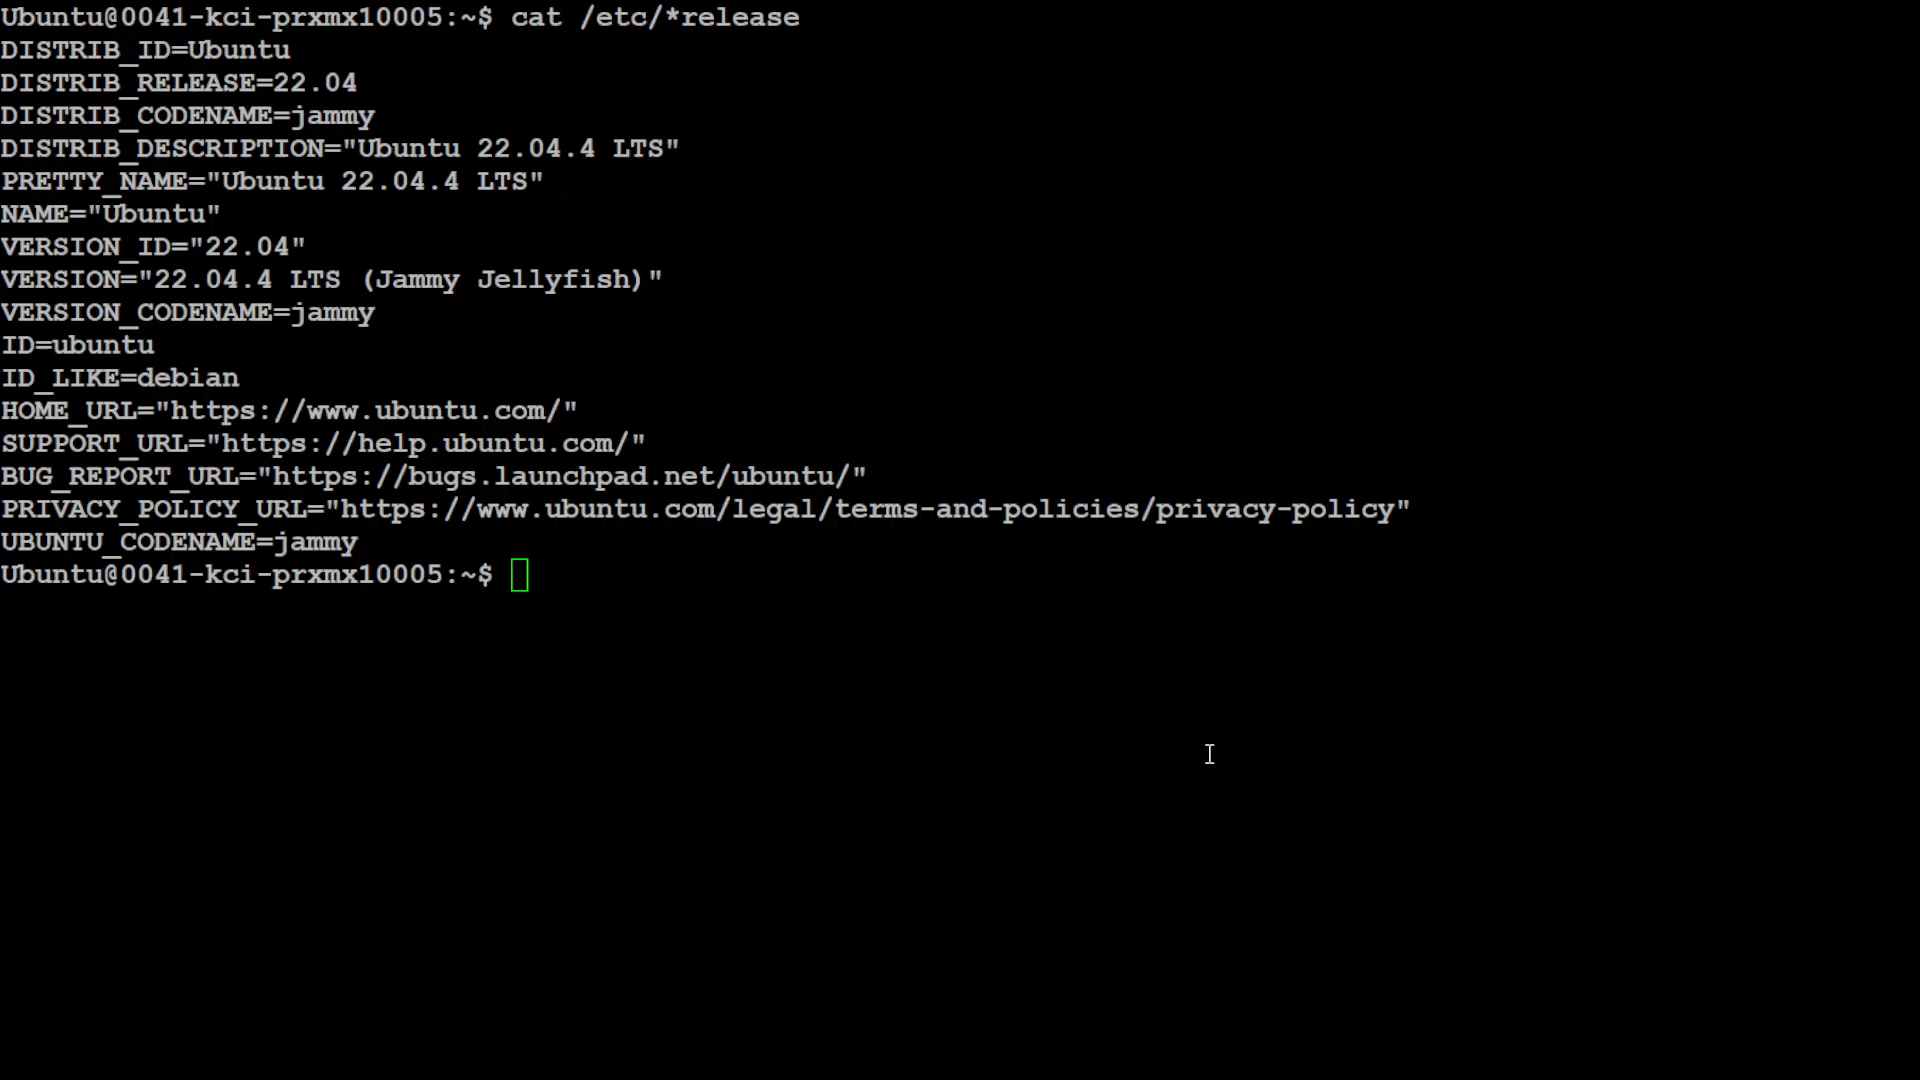 Ubuntu@0041-kci-prxmx10005:~$ cat /etc/*release
DISTRIB_ID=Ubuntu
DISTRIB_RELEASE=22.04
DISTRIB_CODENAME=jammy
DISTRIB_DESCRIPTION="Ubuntu 22.04.4 LTS"
PRETTY_NAME="Ubuntu 22.04.4 LTS"
NAME="Ubuntu"
VERSION_ID="22.04"
VERSION="22.04.4 LTS (Jammy Jellyfish)"
VERSION_CODENAME=jammy
ID=ubuntu
ID_LIKE=debian
HOME_URL="https://www.ubuntu.com/"
SUPPORT_URL="https://help.ubuntu.com/"
BUG_REPORT_URL="https://bugs.launchpad.net/ubuntu/"
PRIVACY_POLICY_URL="https://www.ubuntu.com/legal/terms-and-policies/privacy-policy"
UBUNTU_CODENAME=jammy
Ubuntu@0041-kci-prxmx10005:~$